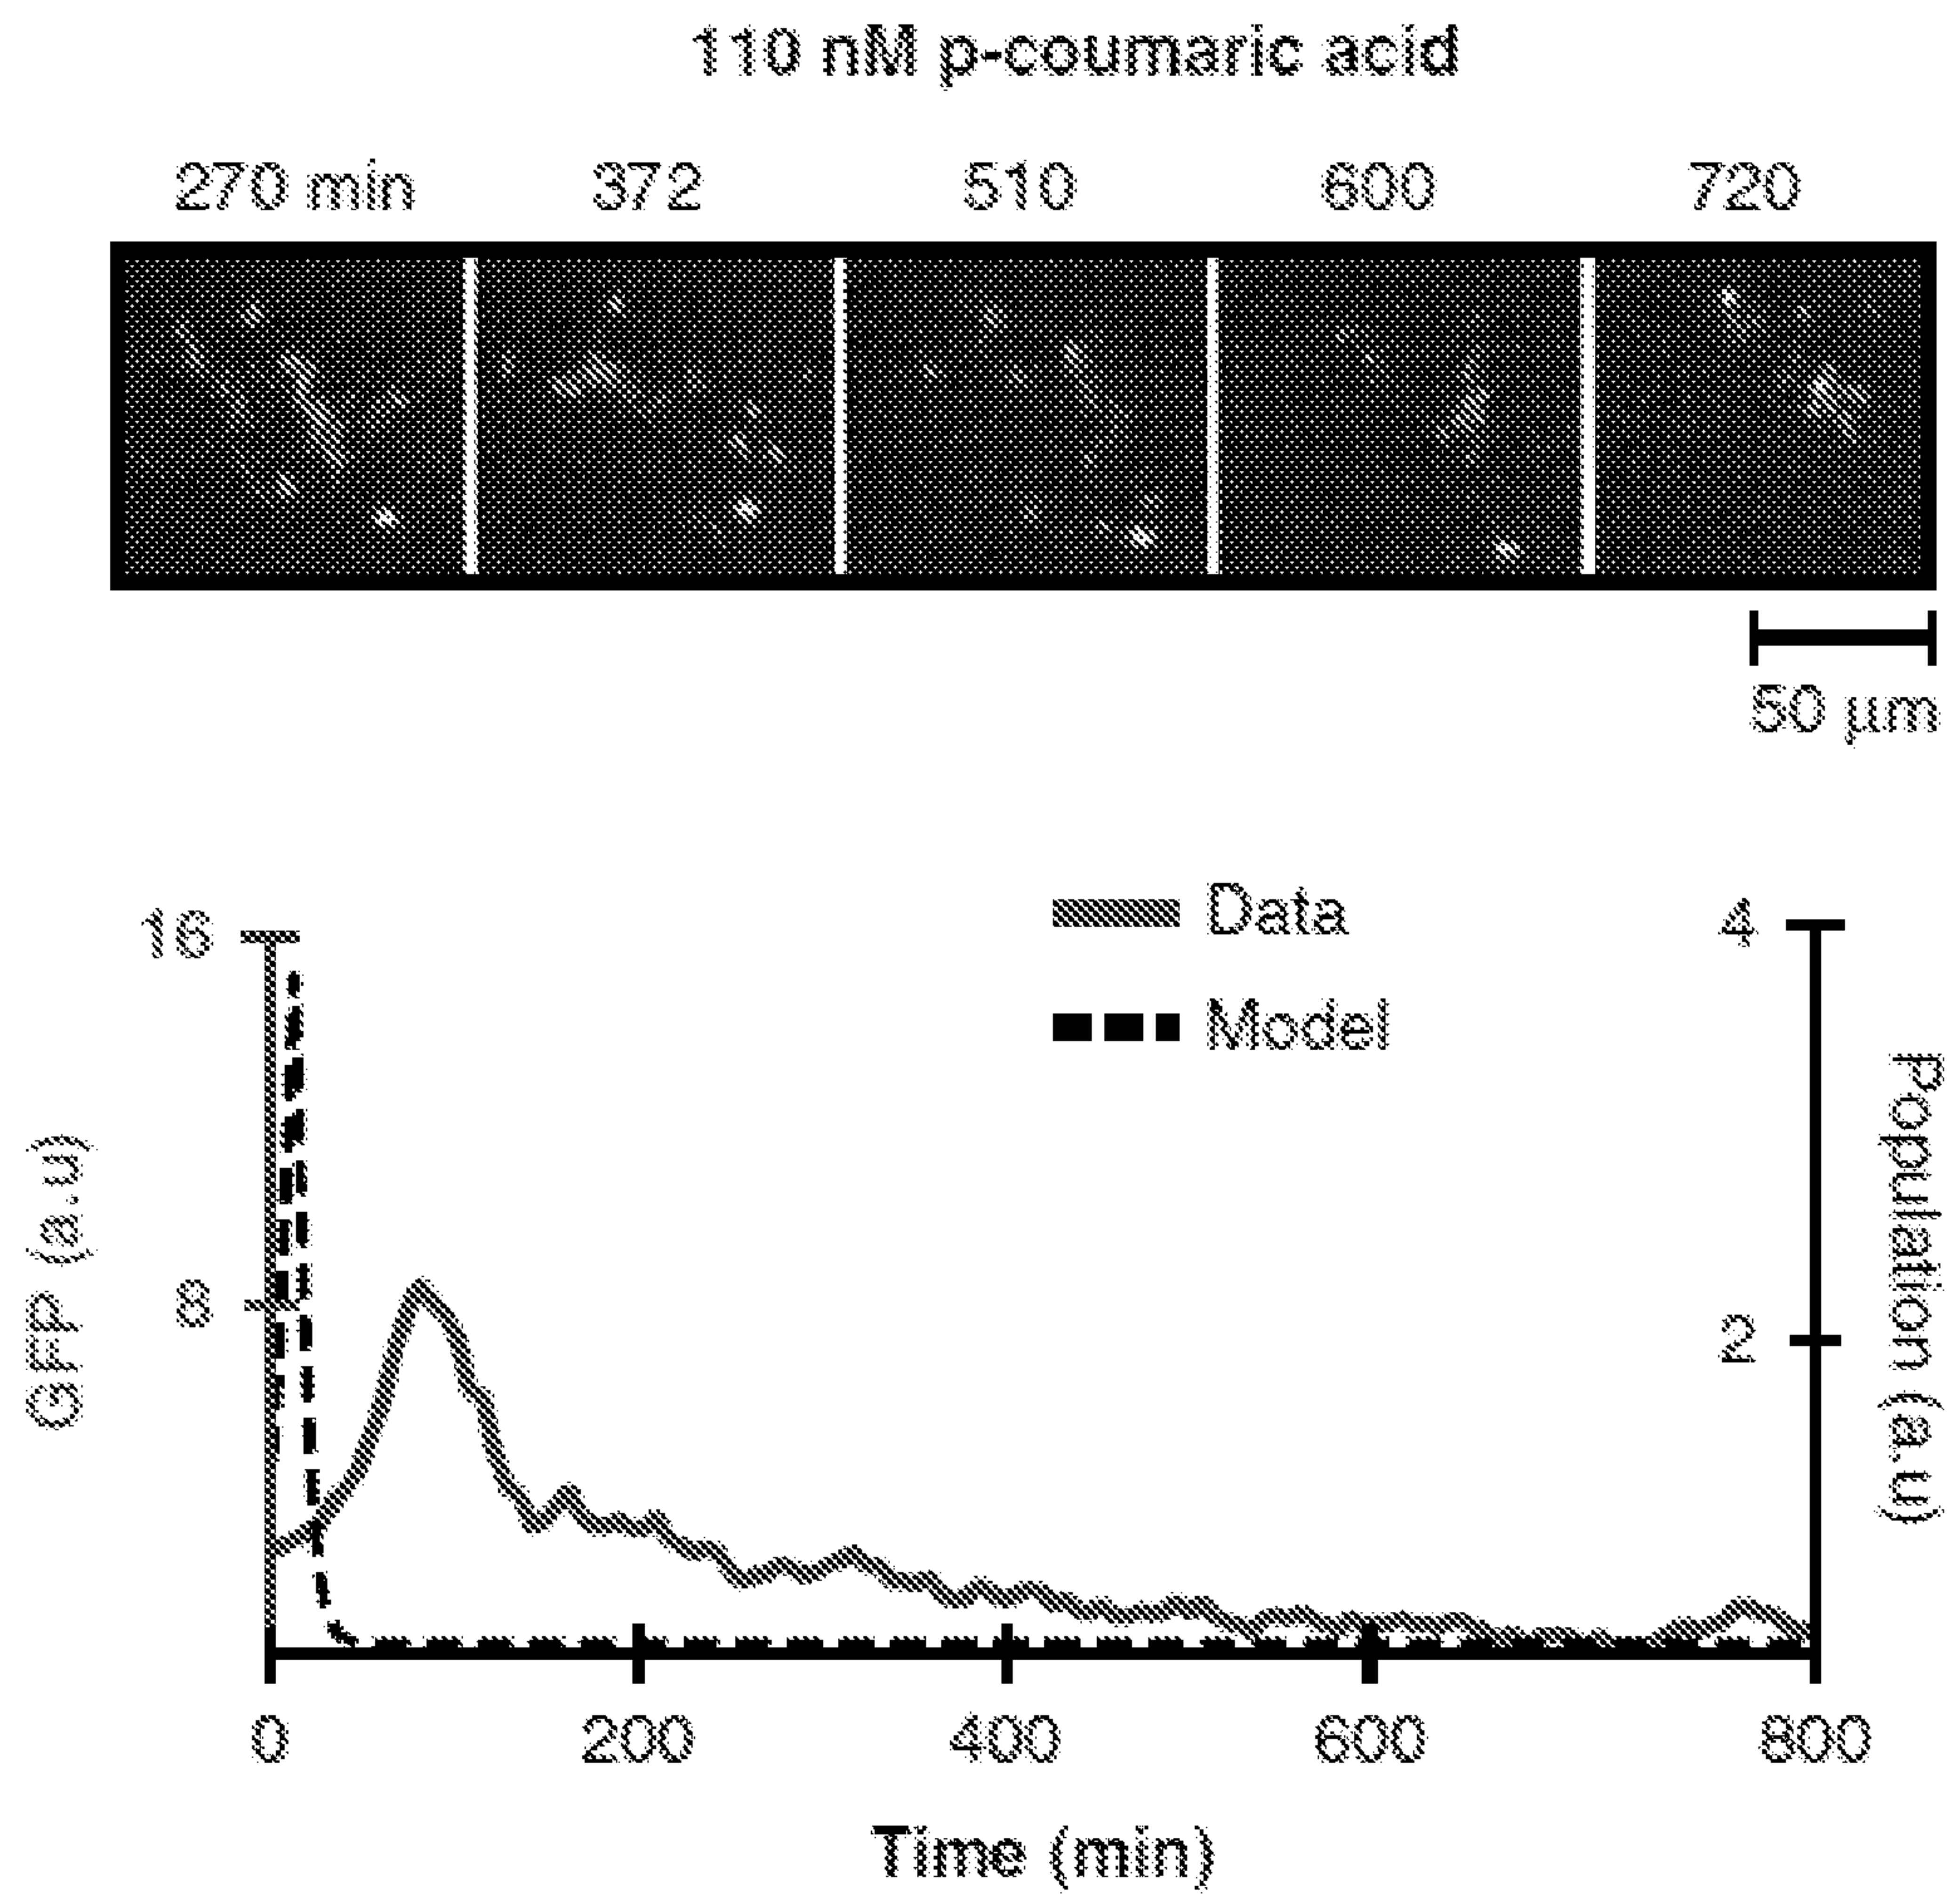 110 nM p-coumaric acid
270 min 372 510 600 720
50 µm
Data
Model
16
8
GFP (a.u)
4
2
Population (a.u)
0 200 400 600 800
Time (min)